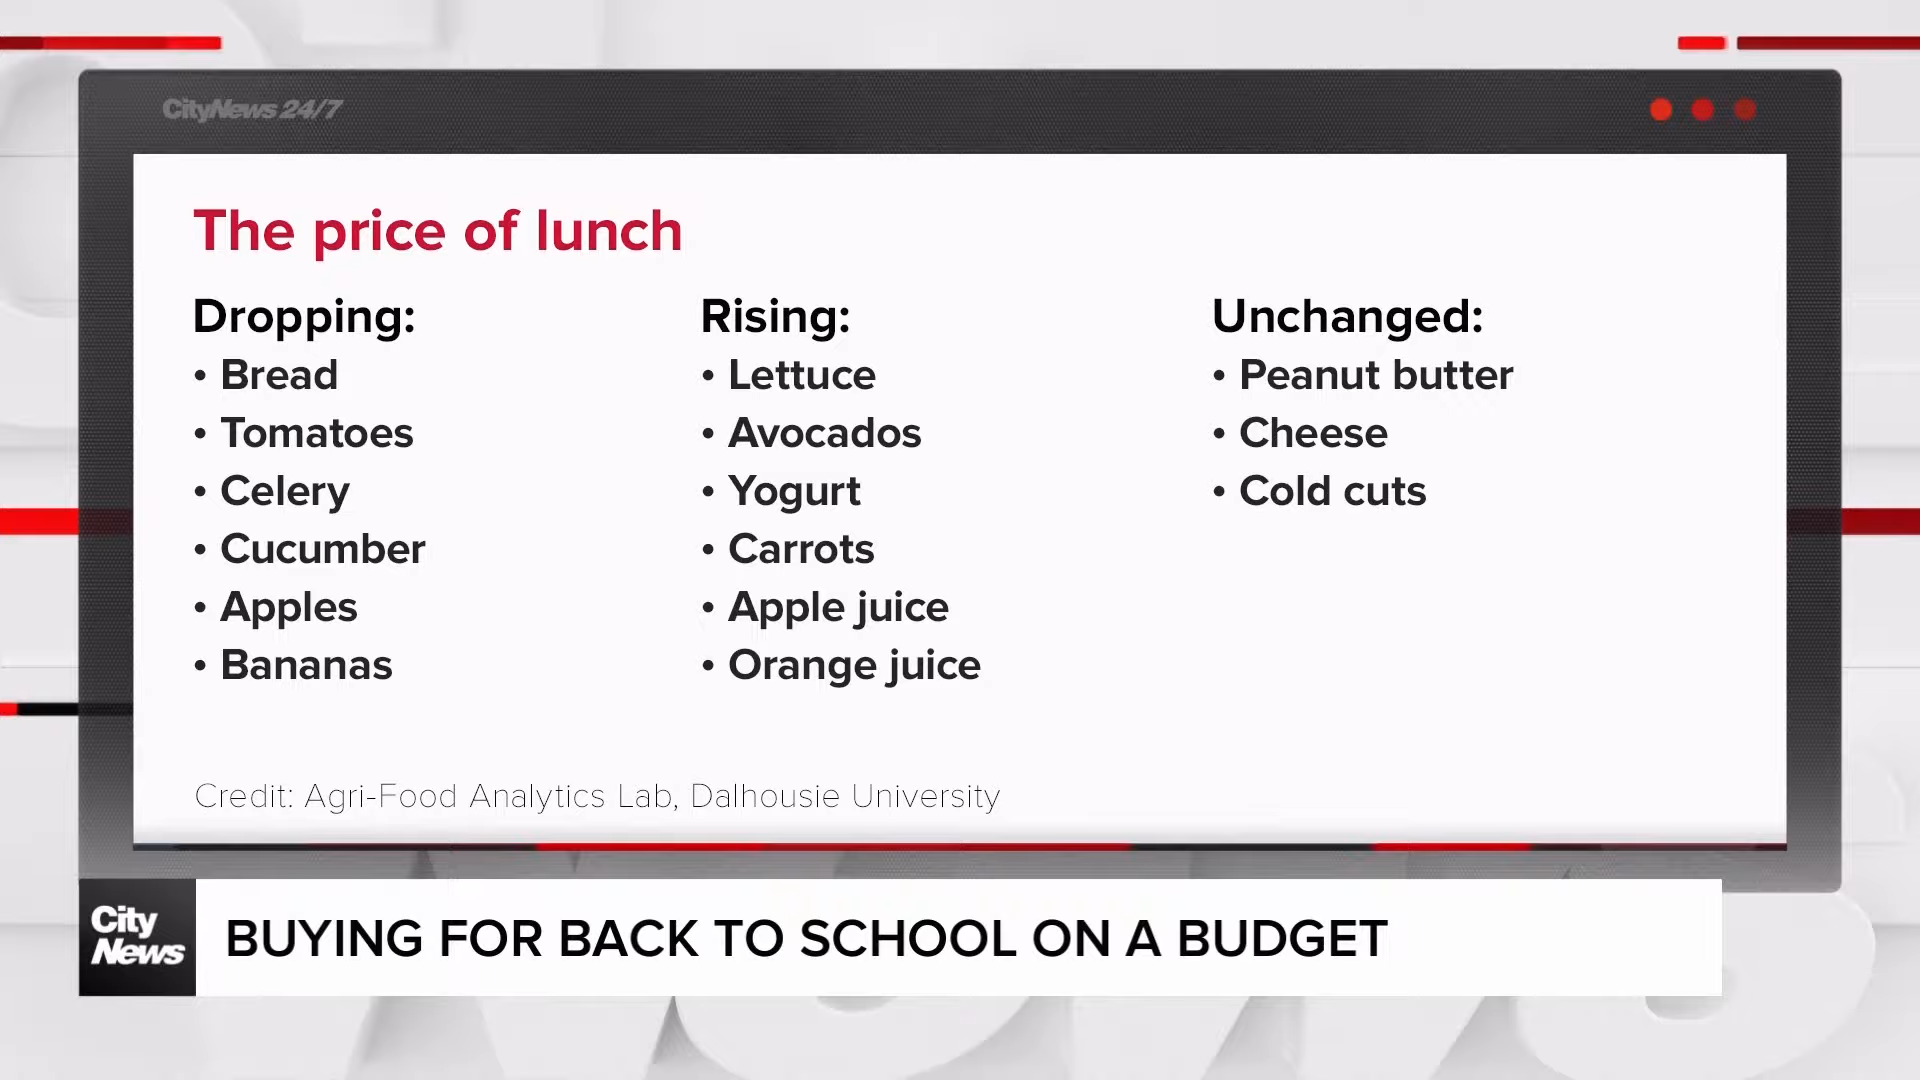 CityNews 24/7
The price of lunch
Dropping:
• Bread
• Tomatoes
• Celery
• Cucumber
• Apples
• Bananas
Rising:
• Lettuce
• Avocados
• Yogurt
• Carrots
• Apple juice
• Orange juice
Unchanged:
• Peanut butter
• Cheese
• Cold cuts
Credit: Agri-Food Analytics Lab, Dalhousie University
City
News
BUYING FOR BACK TO SCHOOL ON A BUDGET